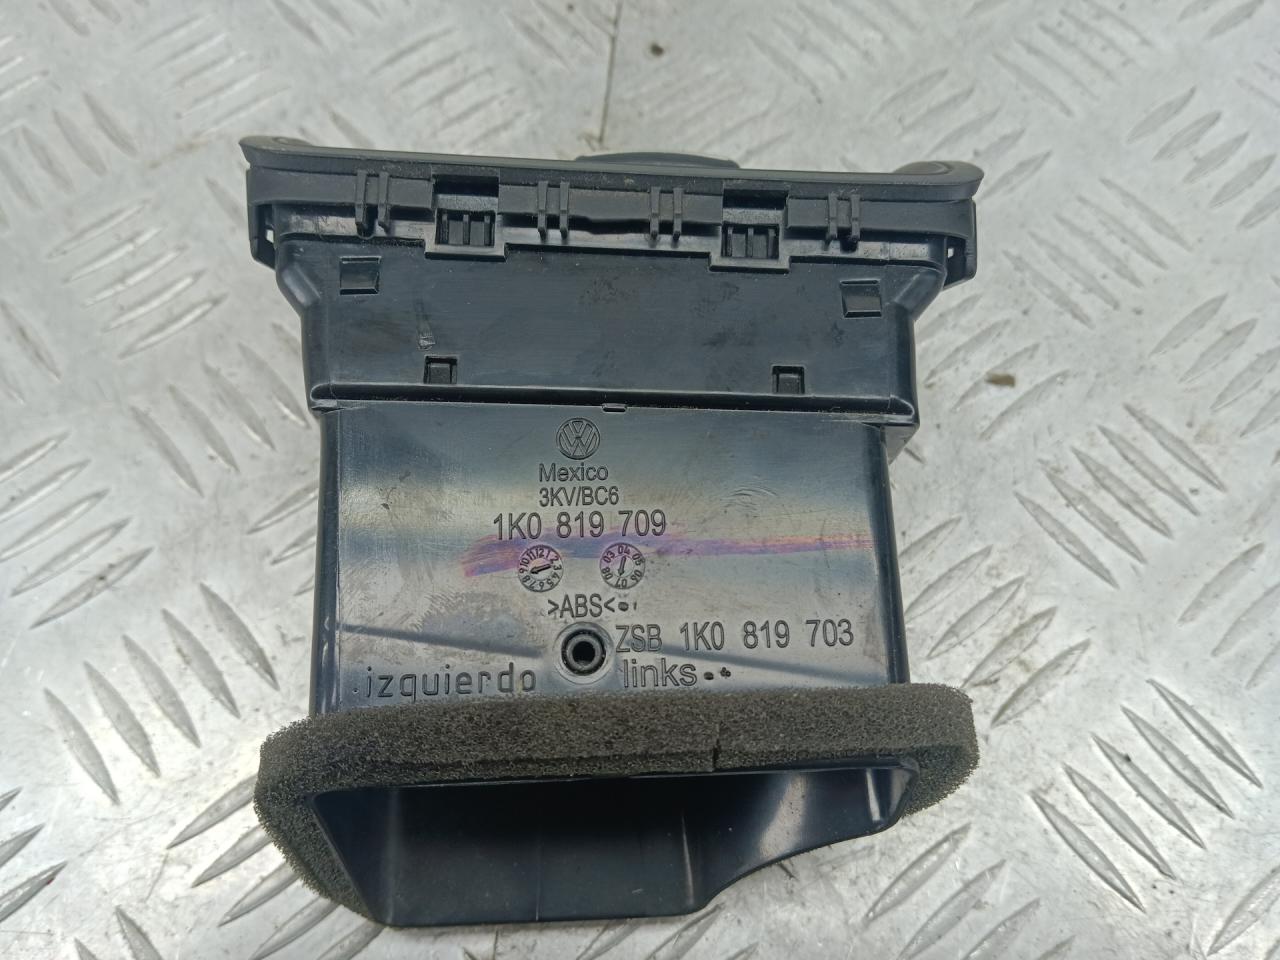 Mexico
3KV/BC6
1K0 819 709
>ABS<
ZSB 1K0 819 703
.izquierdo links